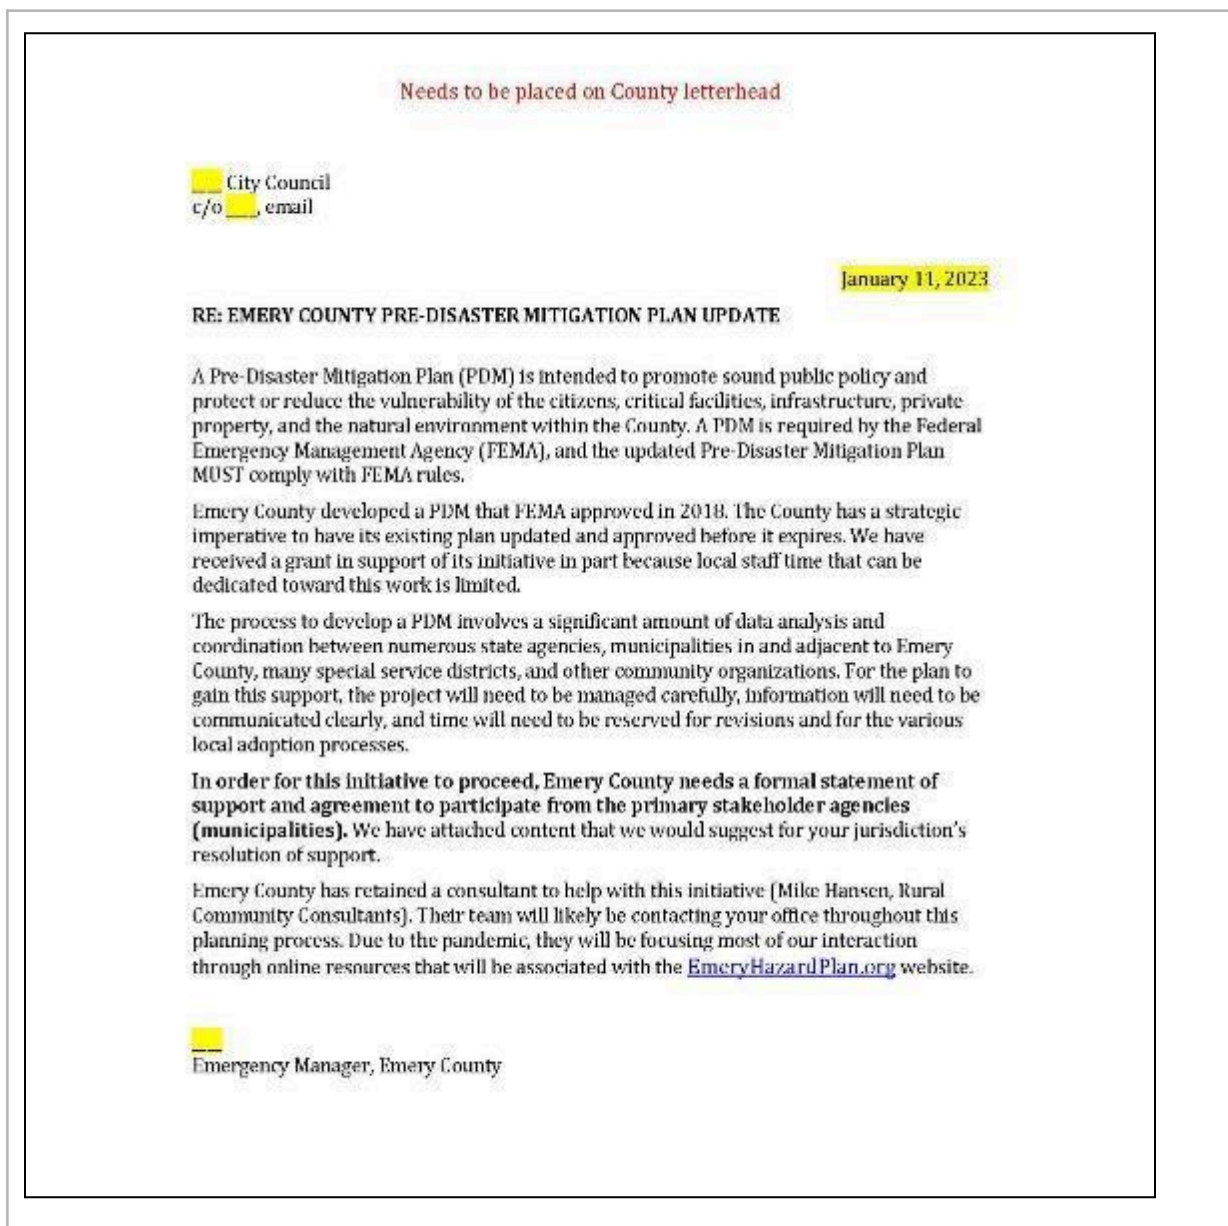 Needs to be placed on County letterhead
__ City Council
c/o ___, email
January 11, 2023
RE: EMERY COUNTY PRE-DISASTER MITIGATION PLAN UPDATE
A Pre-Disaster Mitigation Plan (PDM) is intended to promote sound public policy and
protect or reduce the vulnerability of the citizens, critical facilities, infrastructure, private
property, and the natural environment within the County. A PDM is required by the Federal
Emergency Management Agency (FEMA), and the updated Pre-Disaster Mitigation Plan
MUST comply with FEMA rules.
Emery County developed a PDM that FEMA approved in 2018. The County has a strategic
imperative to have its existing plan updated and approved before it expires. We have
received a grant in support of its initiative in part because local staff time that can be
dedicated toward this work is limited.
The process to develop a PDM involves a significant amount of data analysis and
coordination between numerous state agencies, municipalities in and adjacent to Emery
County, many special service districts, and other community organizations. For the plan to
gain this support, the project will need to be managed carefully, information will need to be
communicated clearly, and time will need to be reserved for revisions and for the various
local adoption processes.
In order for this initiative to proceed, Emery County needs a formal statement of
support and agreement to participate from the primary stakeholder agencies
(municipalities). We have attached content that we would suggest for your jurisdiction's
resolution of support.
Emery County has retained a consultant to help with this initiative (Mike Hansen, Rural
Community Consultants). Their team will likely be contacting your office throughout this
planning process. Due to the pandemic, they will be focusing most of our interaction
through online resources that will be associated with the EmeryHazardPlan.org website.
__
Emergency Manager, Emery County